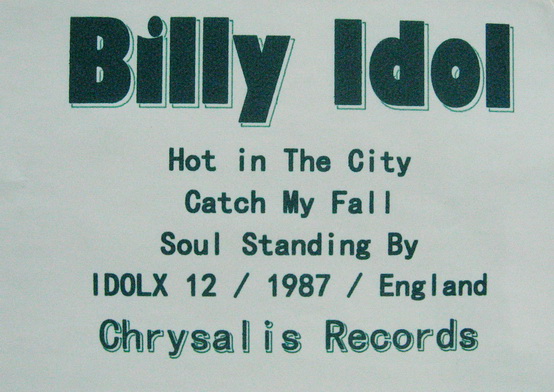 Billy Idol
Hot in The City
Catch My Fall
Soul Standing By
IDOLX 12 / 1987 / England
Chrysalis Records